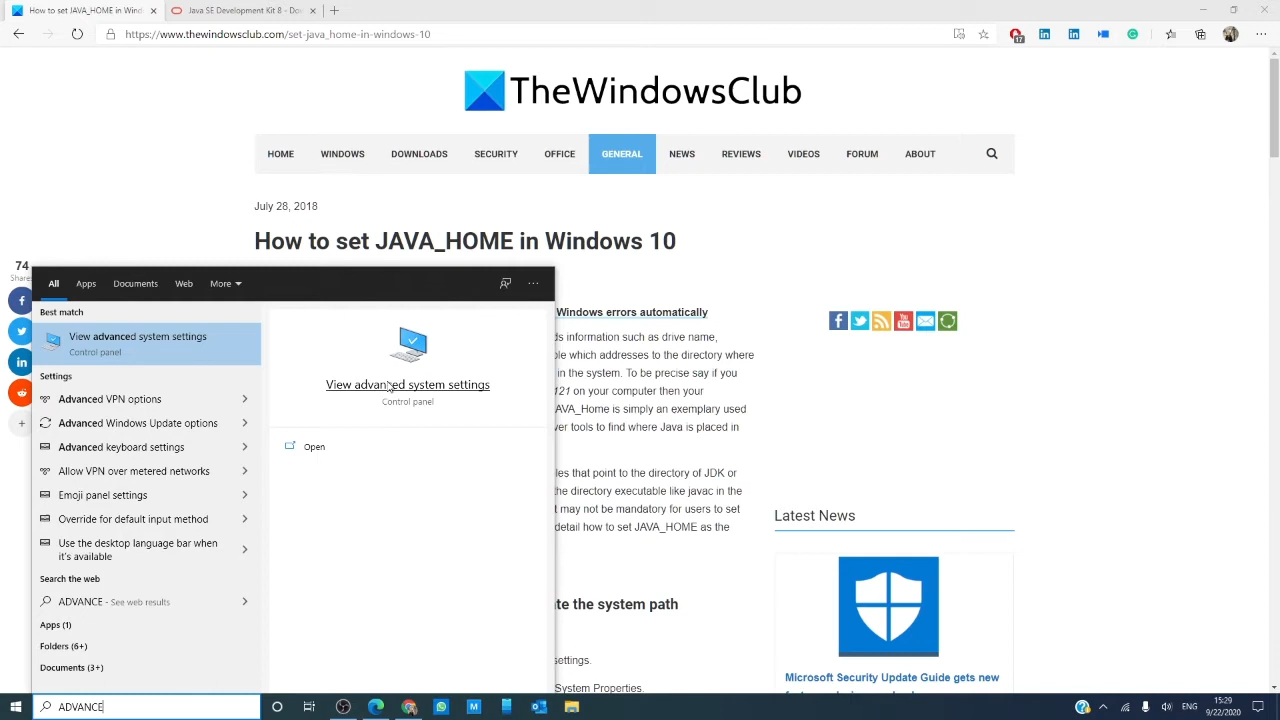 How to set JAVA_HOME in Windows
Java SE Development Kit 8 - Do
https://www.thewindowsclub.com/set-java_home-in-windows-10
17
TheWindowsClub
HOME WINDOWS DOWNLOADS SECURITY OFFICE GENERAL NEWS REVIEWS VIDEOS FORUM ABOUT
July 28, 2018
How to set JAVA_HOME in Windows 10
74
Share
All Apps Documents Web More
Best match
View advanced system settings
Control panel
Settings
Advanced VPN options
Advanced Windows Update options
Advanced keyboard settings
Allow VPN over metered networks
Emoji panel settings
Override for default input method
Use the desktop language bar when
it's available
Search the web
ADVANCE - See web results
Apps (1)
Folders (6+)
Documents (3+)
View advanced system settings
Control panel
Open
Windows errors automatically
ds information such as drive name,
le which addresses to the directory where
in the system. To be precise say if you
121 on your computer then your
AVA_Home is simply an exemplary used
ver tools to find where Java is placed in
les that point to the directory of JDK or
the directory executable like javac in the
t may not be mandatory for users to set
detail how to set JAVA_HOME as the
te the system path
settings.
System Properties.
You Tube
Latest News
Microsoft Security Update Guide gets new
ADVANCE
15:29
9/22/2020